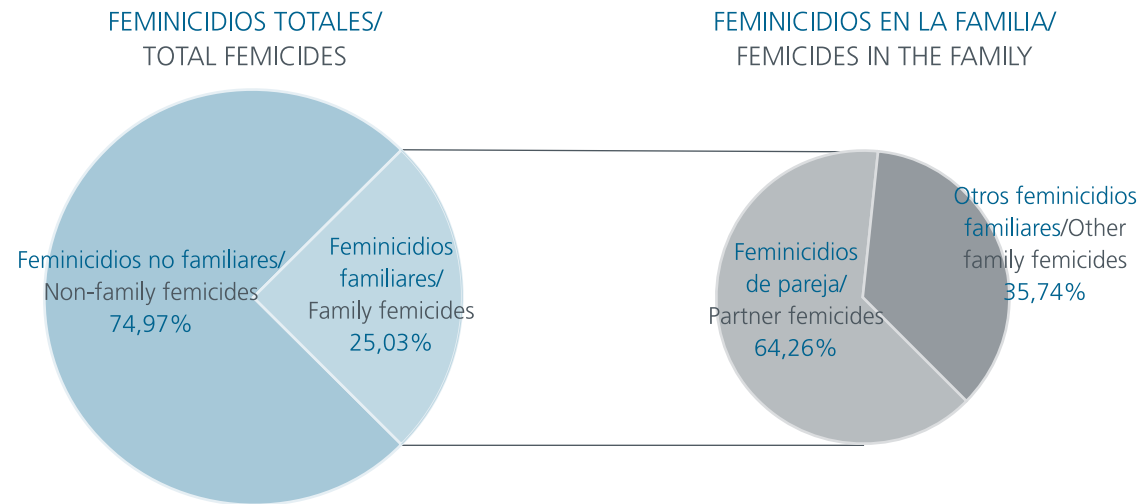 FEMINICIDIOS TOTALES/
TOTAL FEMICIDES
Feminicidios no familiares/
Non-family femicides
74,97%
Feminicidios
familiares/
Family femicides
25,03%
FEMINICIDIOS EN LA FAMILIA/
FEMICIDES IN THE FAMILY
Feminicidios
de pareja/
Partner femicides
64,26%
Otros feminicidios
familiares/Other
family femicides
35,74%